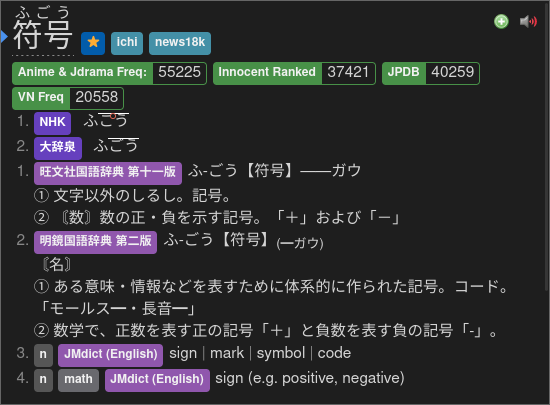 ふごう
符号 ★ ichi news18k
Anime & Jdrama Freq: 55225 Innocent Ranked 37421 JPDB 40259
VN Freq 20558
1. NHK ふごう
2. 大辞泉 ふごう
1. 旺文社国語辞典 第十一版 ふ‐ごう【符号】――ガウ
① 文字以外のしるし。記号。
② 〘数〙数の正・負を示す記号。「＋」および「－」
2. 明鏡国語辞典 第二版 ふ‐ごう【符号】(━ガウ)
〘名〙
① ある意味・情報などを表すために体系的に作られた記号。コード。
「モールス━・長音━」
② 数学で、正数を表す正の記号「＋」と負数を表す負の記号「-」。
3. n JMdict (English) sign | mark | symbol | code
4. n math JMdict (English) sign (e.g. positive, negative)